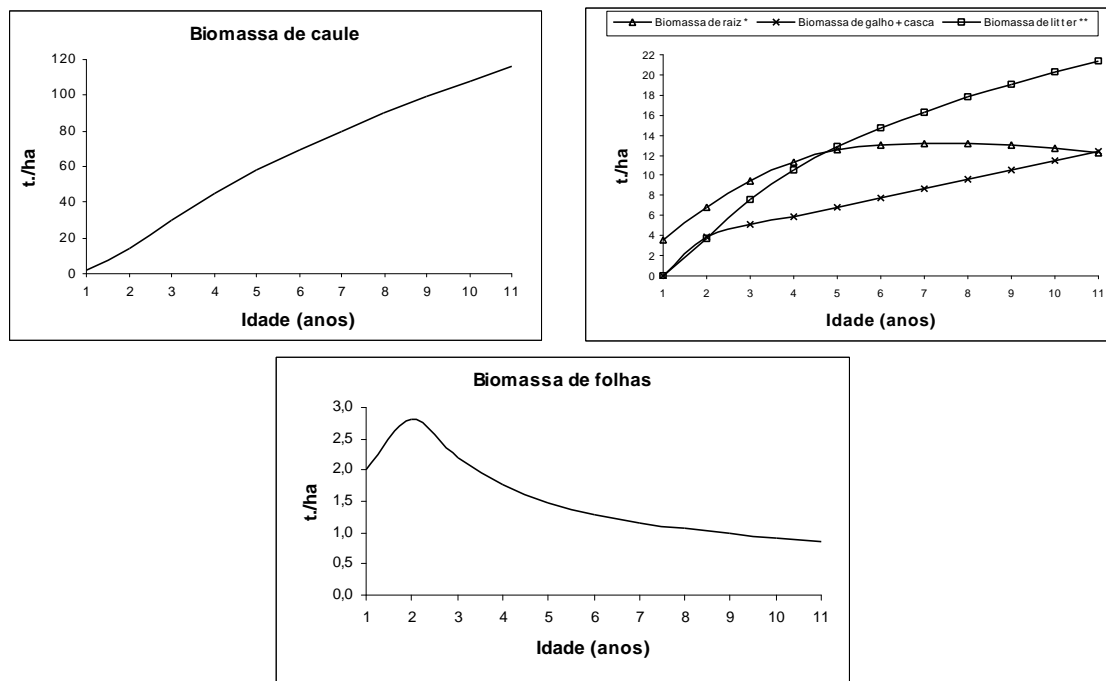 Biomassa de caule
120
100
80
60
40
20
0
t./ha
1 2 3 4 5 6 7 8 9 10 11
Idade (anos)
Biomassa de raiz * Biomassa de galho + casca Biomassa de litter **
22
20
18
16
14
12
10
8
6
4
2
0
t./ha
1 2 3 4 5 6 7 8 9 10 11
Idade (anos)
Biomassa de folhas
3,0
2,5
2,0
1,5
1,0
0,5
0,0
t./ha
1 2 3 4 5 6 7 8 9 10 11
Idade (anos)